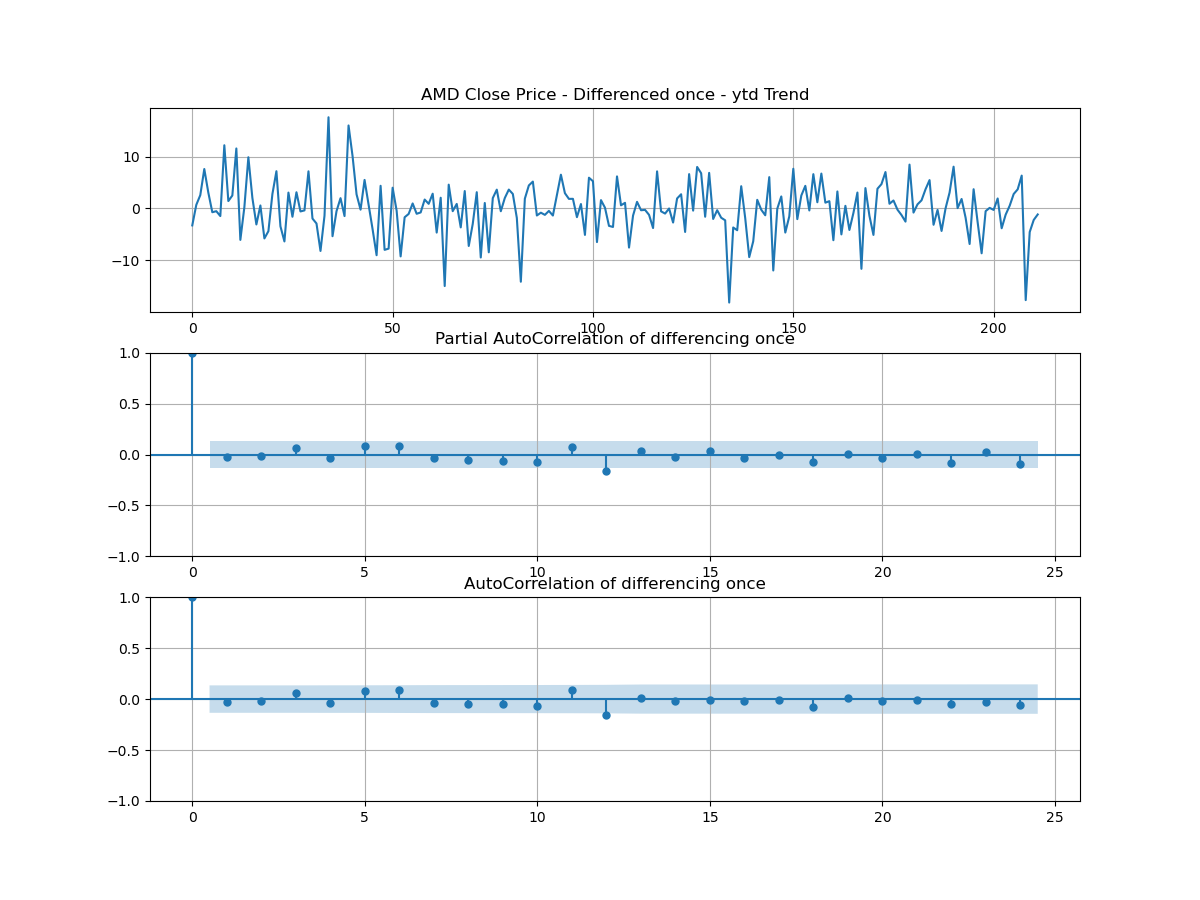 AMD Close Price - Differenced once - ytd Trend
10
0
−10
0 50 100 150 200
Partial AutoCorrelation of differencing once
1.0
0.5
0.0
−0.5
−1.0
0 5 10 15 20 25
AutoCorrelation of differencing once
1.0
0.5
0.0
−0.5
−1.0
0 5 10 15 20 25